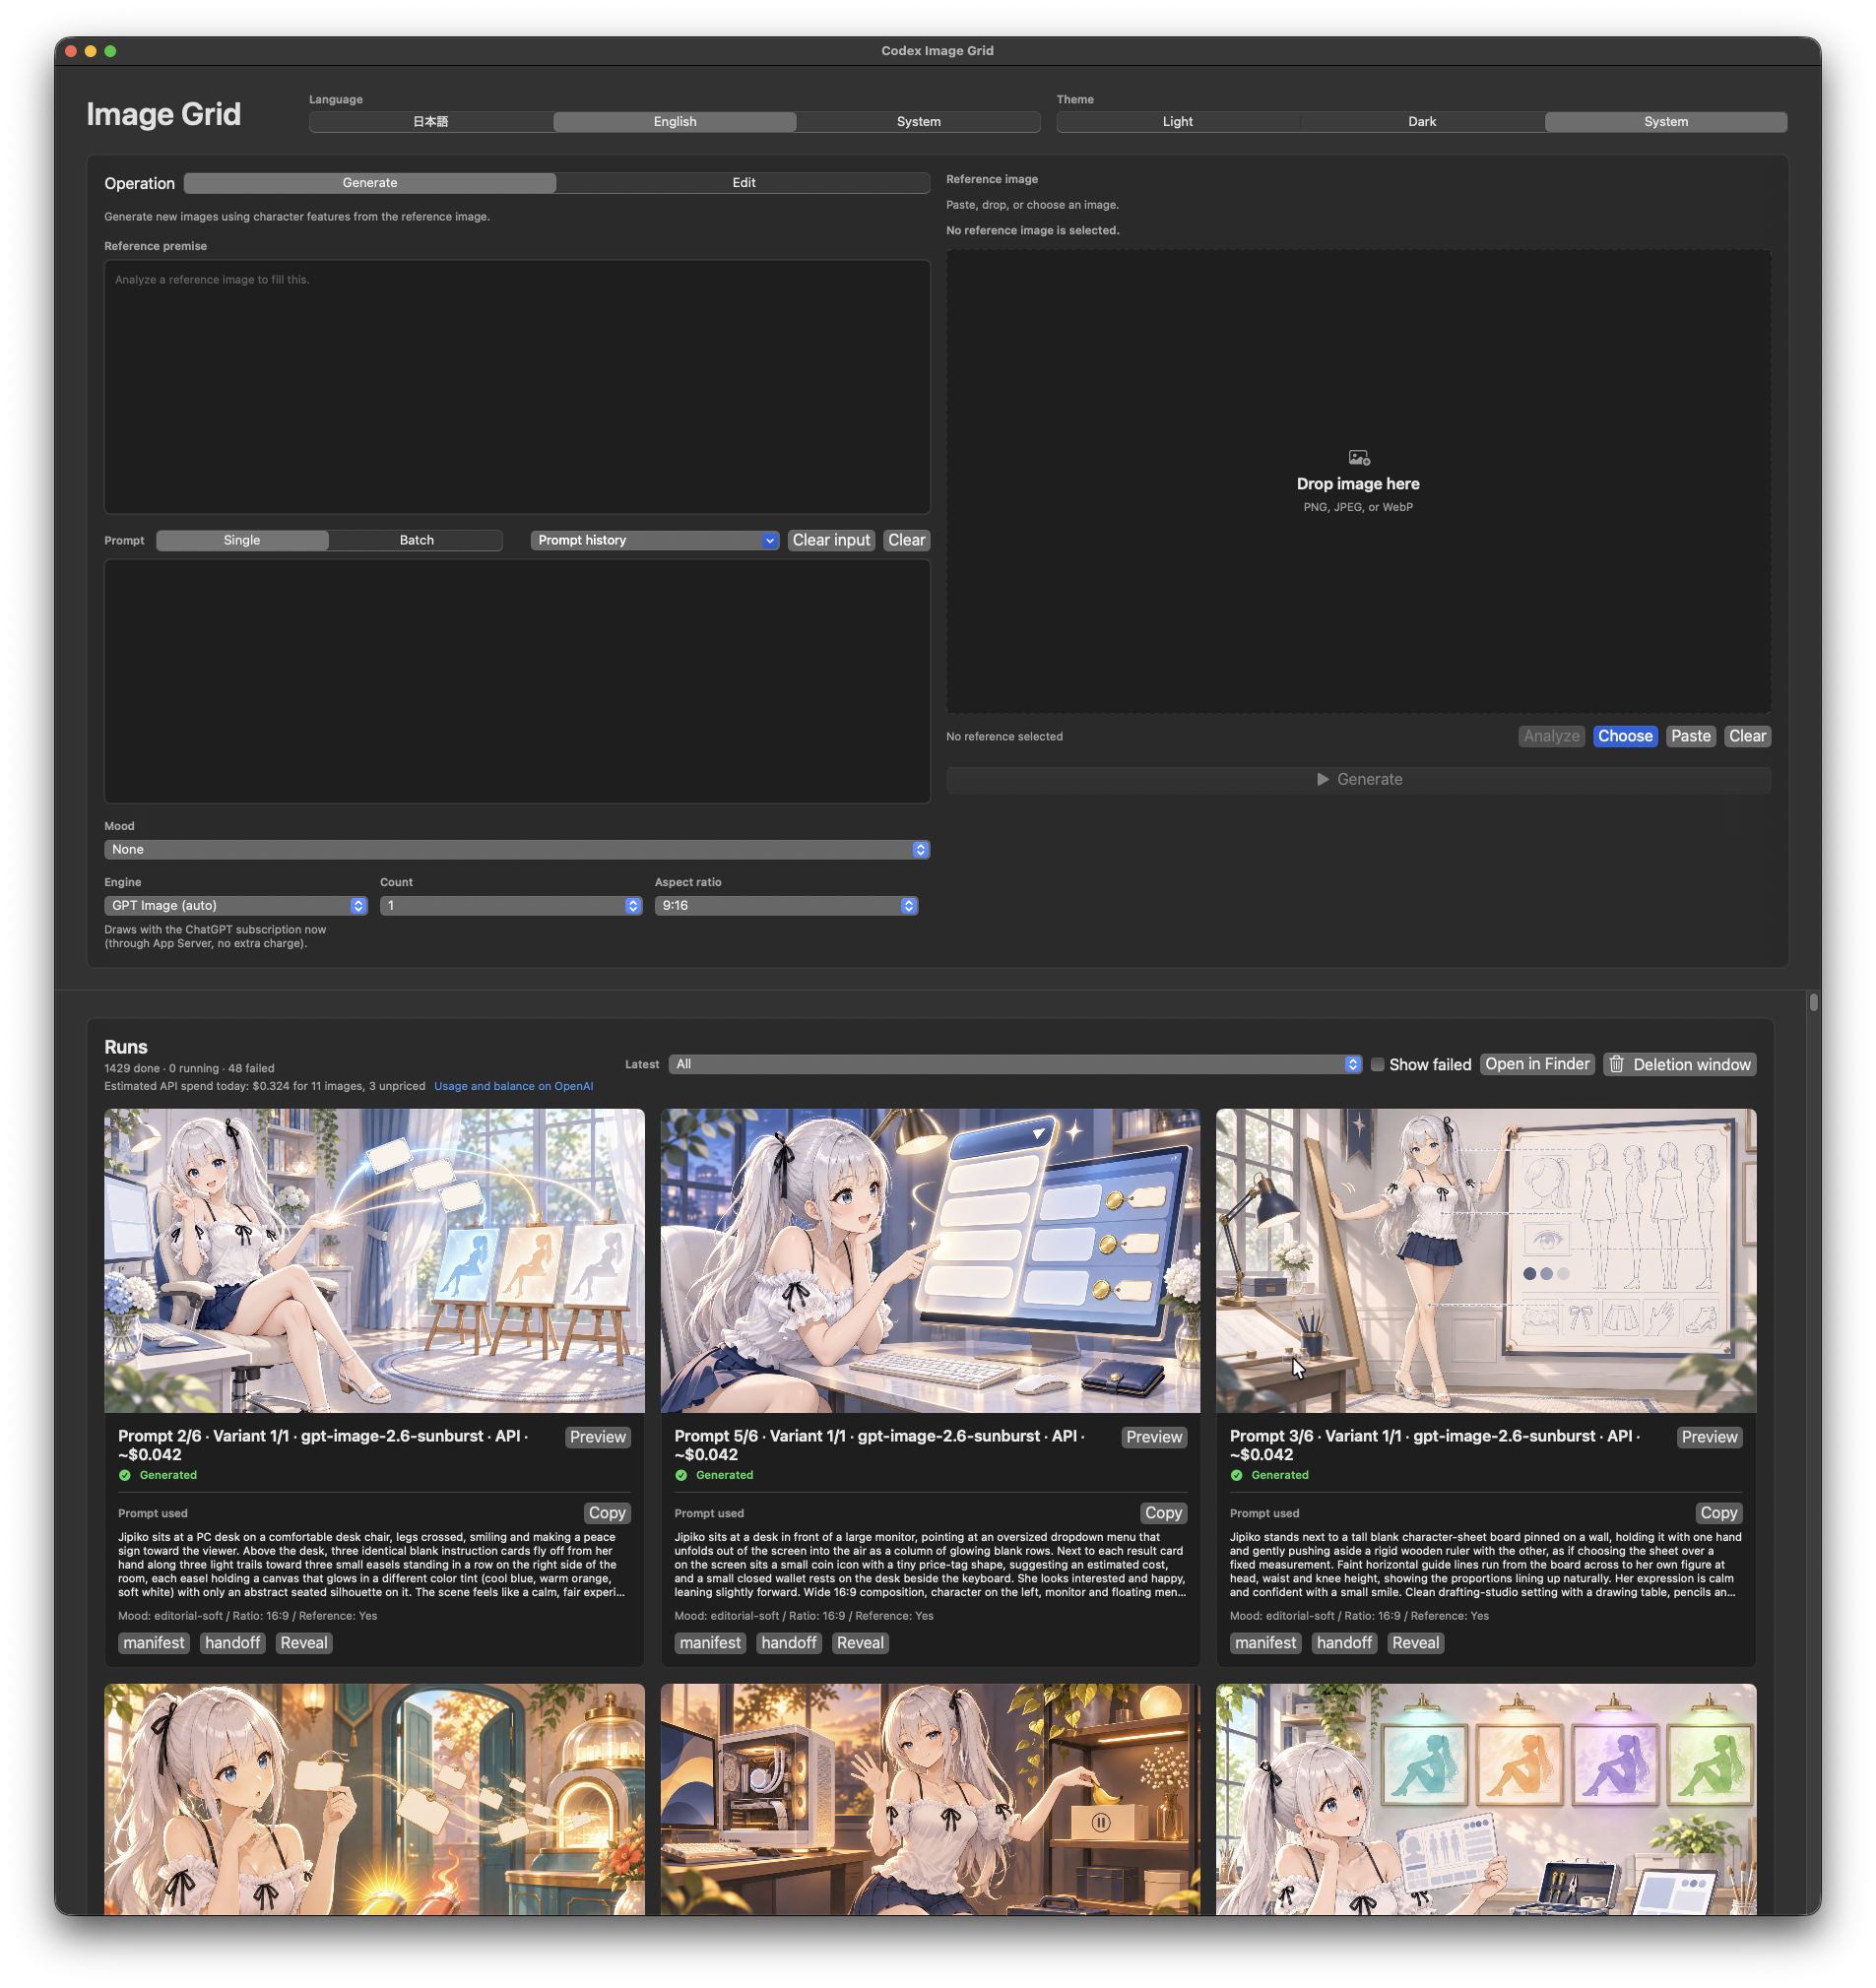 Codex Image Grid
Image Grid
Language
日本語
English
System
Theme
Light
Dark
System
Operation
Generate
Edit
Generate new images using character features from the reference image.
Reference premise
Analyze a reference image to fill this.
Reference image
Paste, drop, or choose an image.
No reference image is selected.
Drop image here
PNG, JPEG, or WebP
Prompt
Single
Batch
Prompt history
Clear input
Clear
No reference selected
Analyze
Choose
Paste
Clear
Generate
Mood
None
Engine
Count
Aspect ratio
GPT Image (auto)
1
9:16
Draws with the ChatGPT subscription now
(through App Server, no extra charge).
Runs
1429 done · 0 running · 48 failed
Estimated API spend today: $0.324 for 11 images, 3 unpriced
Usage and balance on OpenAI
Latest
All
Show failed
Open in Finder
Deletion window
Prompt 2/6 · Variant 1/1 · gpt-image-2.6-sunburst · API ·
~$0.042
Preview
Generated
Prompt used
Copy
Jipiko sits at a PC desk on a comfortable desk chair, legs crossed, smiling and making a peace
sign toward the viewer. Above the desk, three identical blank instruction cards fly off from her
hand along three light trails toward three small easels standing in a row on the right side of the
room, each easel holding a canvas that glows in a different color tint (cool blue, warm orange,
soft white) with only an abstract seated silhouette on it. The scene feels like a calm, fair experi...
Mood: editorial-soft / Ratio: 16:9 / Reference: Yes
manifest
handoff
Reveal
Prompt 5/6 · Variant 1/1 · gpt-image-2.6-sunburst · API ·
~$0.042
Preview
Generated
Prompt used
Copy
Jipiko sits at a desk in front of a large monitor, pointing at an oversized dropdown menu that
unfolds out of the screen into the air as a column of glowing blank rows. Next to each result card
on the screen sits a small coin icon with a tiny price-tag shape, suggesting an estimated cost,
and a small closed wallet rests on the desk beside the keyboard. She looks interested and happy,
leaning slightly forward. Wide 16:9 composition, character on the left, monitor and floating men...
Mood: editorial-soft / Ratio: 16:9 / Reference: Yes
manifest
handoff
Reveal
Prompt 3/6 · Variant 1/1 · gpt-image-2.6-sunburst · API ·
~$0.042
Preview
Generated
Prompt used
Copy
Jipiko stands next to a tall blank character-sheet board pinned on a wall, holding it with one hand
and gently pushing aside a rigid wooden ruler with the other, as if choosing the sheet over a
fixed measurement. Faint horizontal guide lines run from the board across to her own figure at
head, waist and knee height, showing the proportions lining up naturally. Her expression is calm
and confident with a small smile. Clean drafting-studio setting with a drawing table, pencils an...
Mood: editorial-soft / Ratio: 16:9 / Reference: Yes
manifest
handoff
Reveal